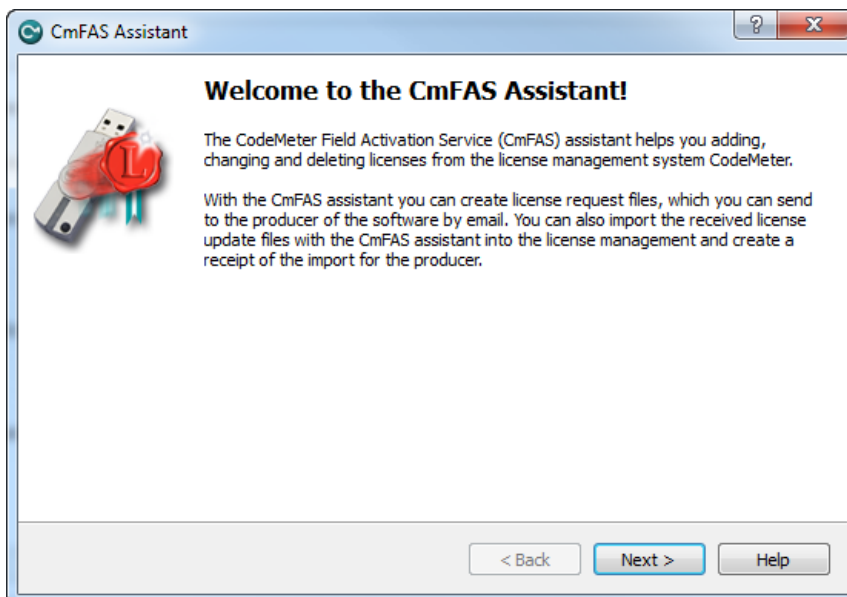 CmFAS Assistant
?
X
Welcome to the CmFAS Assistant!
The CodeMeter Field Activation Service (CmFAS) assistant helps you adding,
changing and deleting licenses from the license management system CodeMeter.
With the CmFAS assistant you can create license request files, which you can send
to the producer of the software by email. You can also import the received license
update files with the CmFAS assistant into the license management and create a
receipt of the import for the producer.
L
< Back
Next >
Help